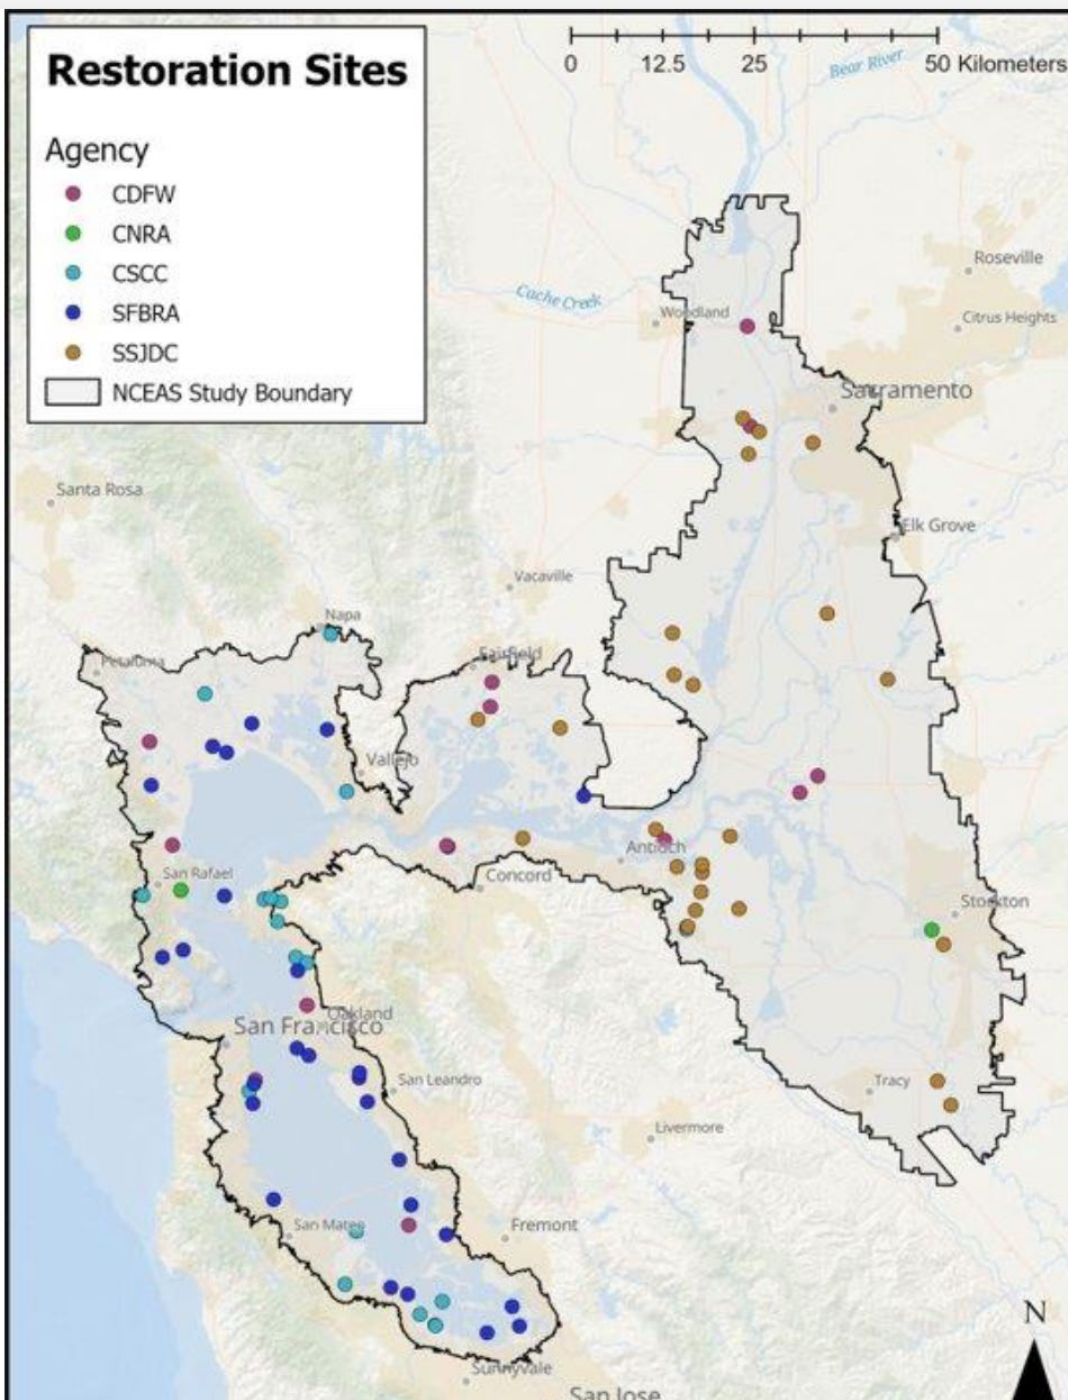 Restoration Sites
Agency
CDFW
CNRA
CSCC
SFBRA
SSJDC
NCEAS Study Boundary
0 12.5 25 50 Kilometers
Bear River
Roseville
Cache Creek
Woodland
Citrus Heights
Sacramento
Santa Rosa
Elk Grove
Vacaville
Napa
Petaluma
Fairfield
Vallejo
Antioch
San Rafael
Concord
Stockton
Oakland
San Francisco
San Leandro
Tracy
Livermore
San Mateo
Fremont
N
Sunnyvale
San Jose